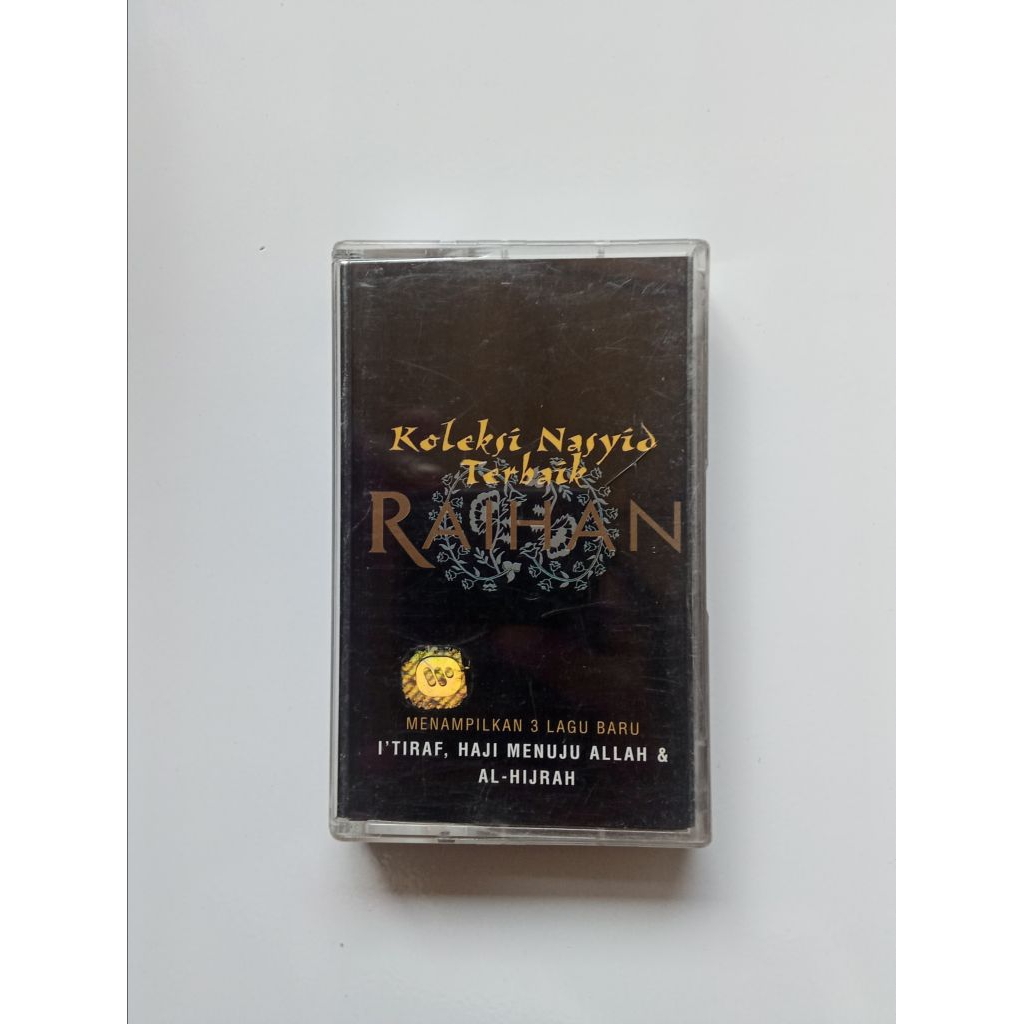 Koleksi Nasyid
Terbaik
RAIHAN
MENAMPILKAN 3 LAGU BARU
I'TIRAF, HAJI MENUJU ALLAH &
AL-HIJRAH